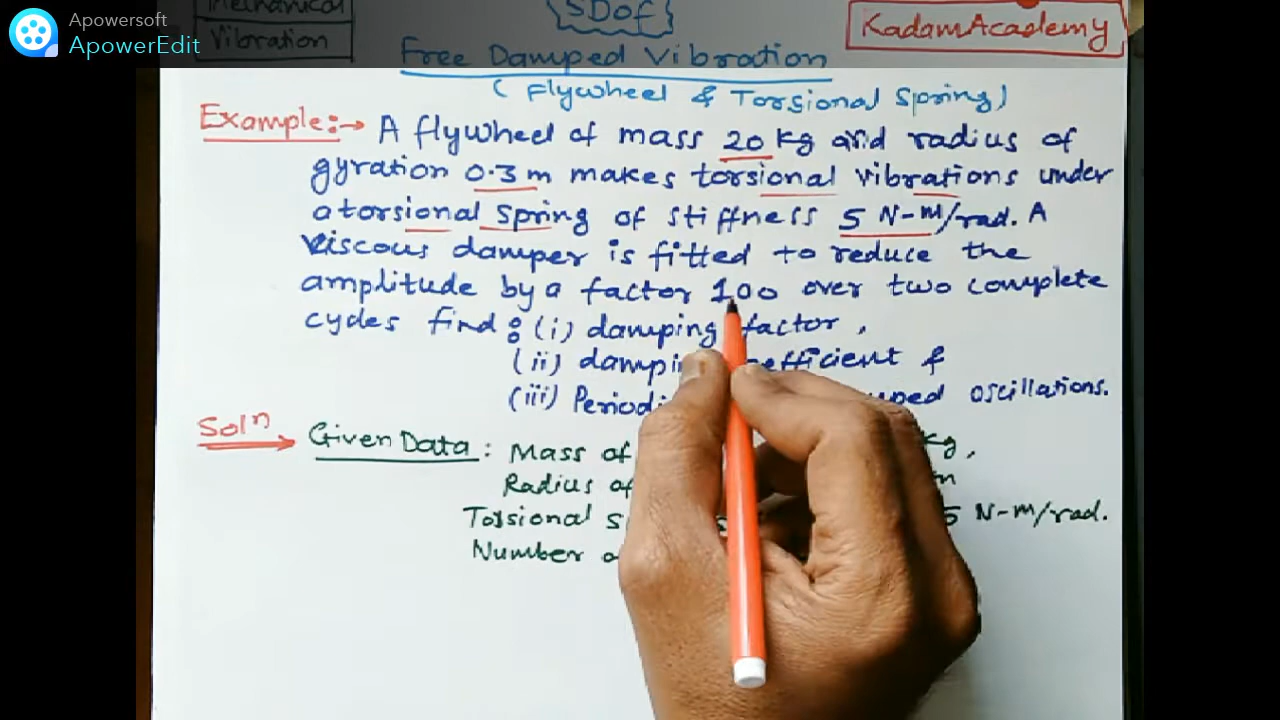 Apowersoft
ApowerEdit
Mechanical
Vibration
SDof
KadamAcademy
Free Damped Vibration
( Flywheel & Torsional Spring)
Example:→ A flywheel of mass 20 kg and radius of
gyration 0.3 m makes torsional vibrations under
a torsional spring of stiffness 5 N-m/rad. A
Viscous damper is fitted to reduce the
amplitude by a factor 100 over two complete
cycles find : (i) damping factor,
(ii) damping &
(iii) oscillations.
Soln Given Data : Mass of kg,
Radius of m
Torsional 5 N-m/rad.
Number